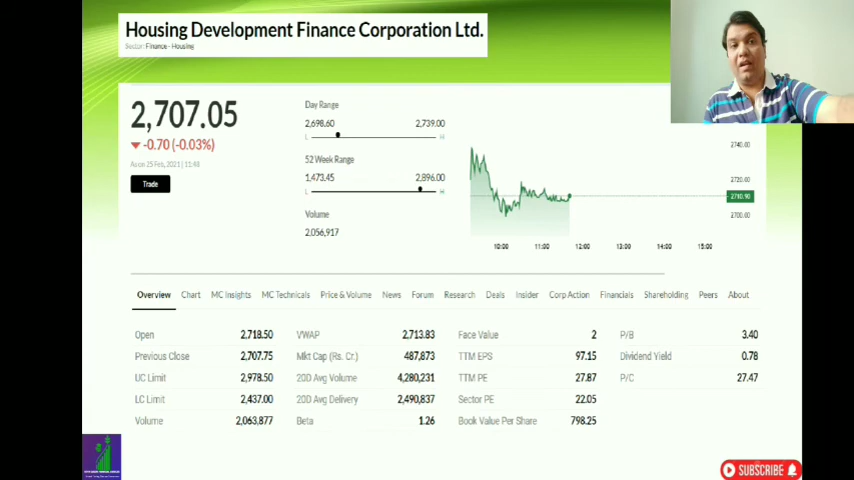 Housing Development Finance Corporation Ltd.
Sector: Finance - Housing
2,707.05
-0.70 (-0.03%)
As on 25 Feb, 2021 | 11:48
Trade
Day Range
2,698.60 2,739.00
L H
52 Week Range
1,473.45 2,896.00
L H
Volume
2,056,917
2740.00
2720.00
2710.90
2700.00
10:00 11:00 12:00 13:00 14:00 15:00
Overview Chart MC Insights MC Technicals Price & Volume News Forum Research Deals Insider Corp Action Financials Shareholding Peers About
Open 2,718.50 VWAP 2,713.83 Face Value 2 P/B 3.40
Previous Close 2,707.75 Mkt Cap (Rs. Cr.) 487,873 TTM EPS 97.15 Dividend Yield 0.78
UC Limit 2,978.50 20D Avg Volume 4,280,231 TTM PE 27.87 P/C 27.47
LC Limit 2,437.00 20D Avg Delivery 2,490,837 Sector PE 22.05
Volume 2,063,877 Beta 1.26 Book Value Per Share 798.25
SUBSCRIBE